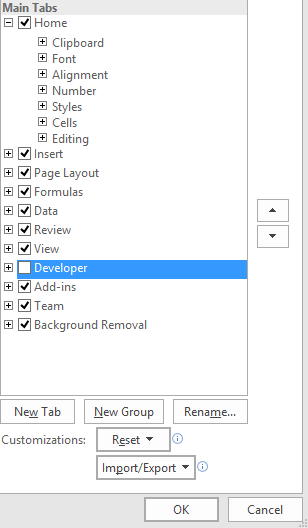 Main Tabs
Home
Clipboard
Font
Alignment
Number
Styles
Cells
Editing
Insert
Page Layout
Formulas
Data
Review
View
Developer
Add-ins
Team
Background Removal
New Tab New Group Rename...
Customizations: Reset
Import/Export
OK Cancel